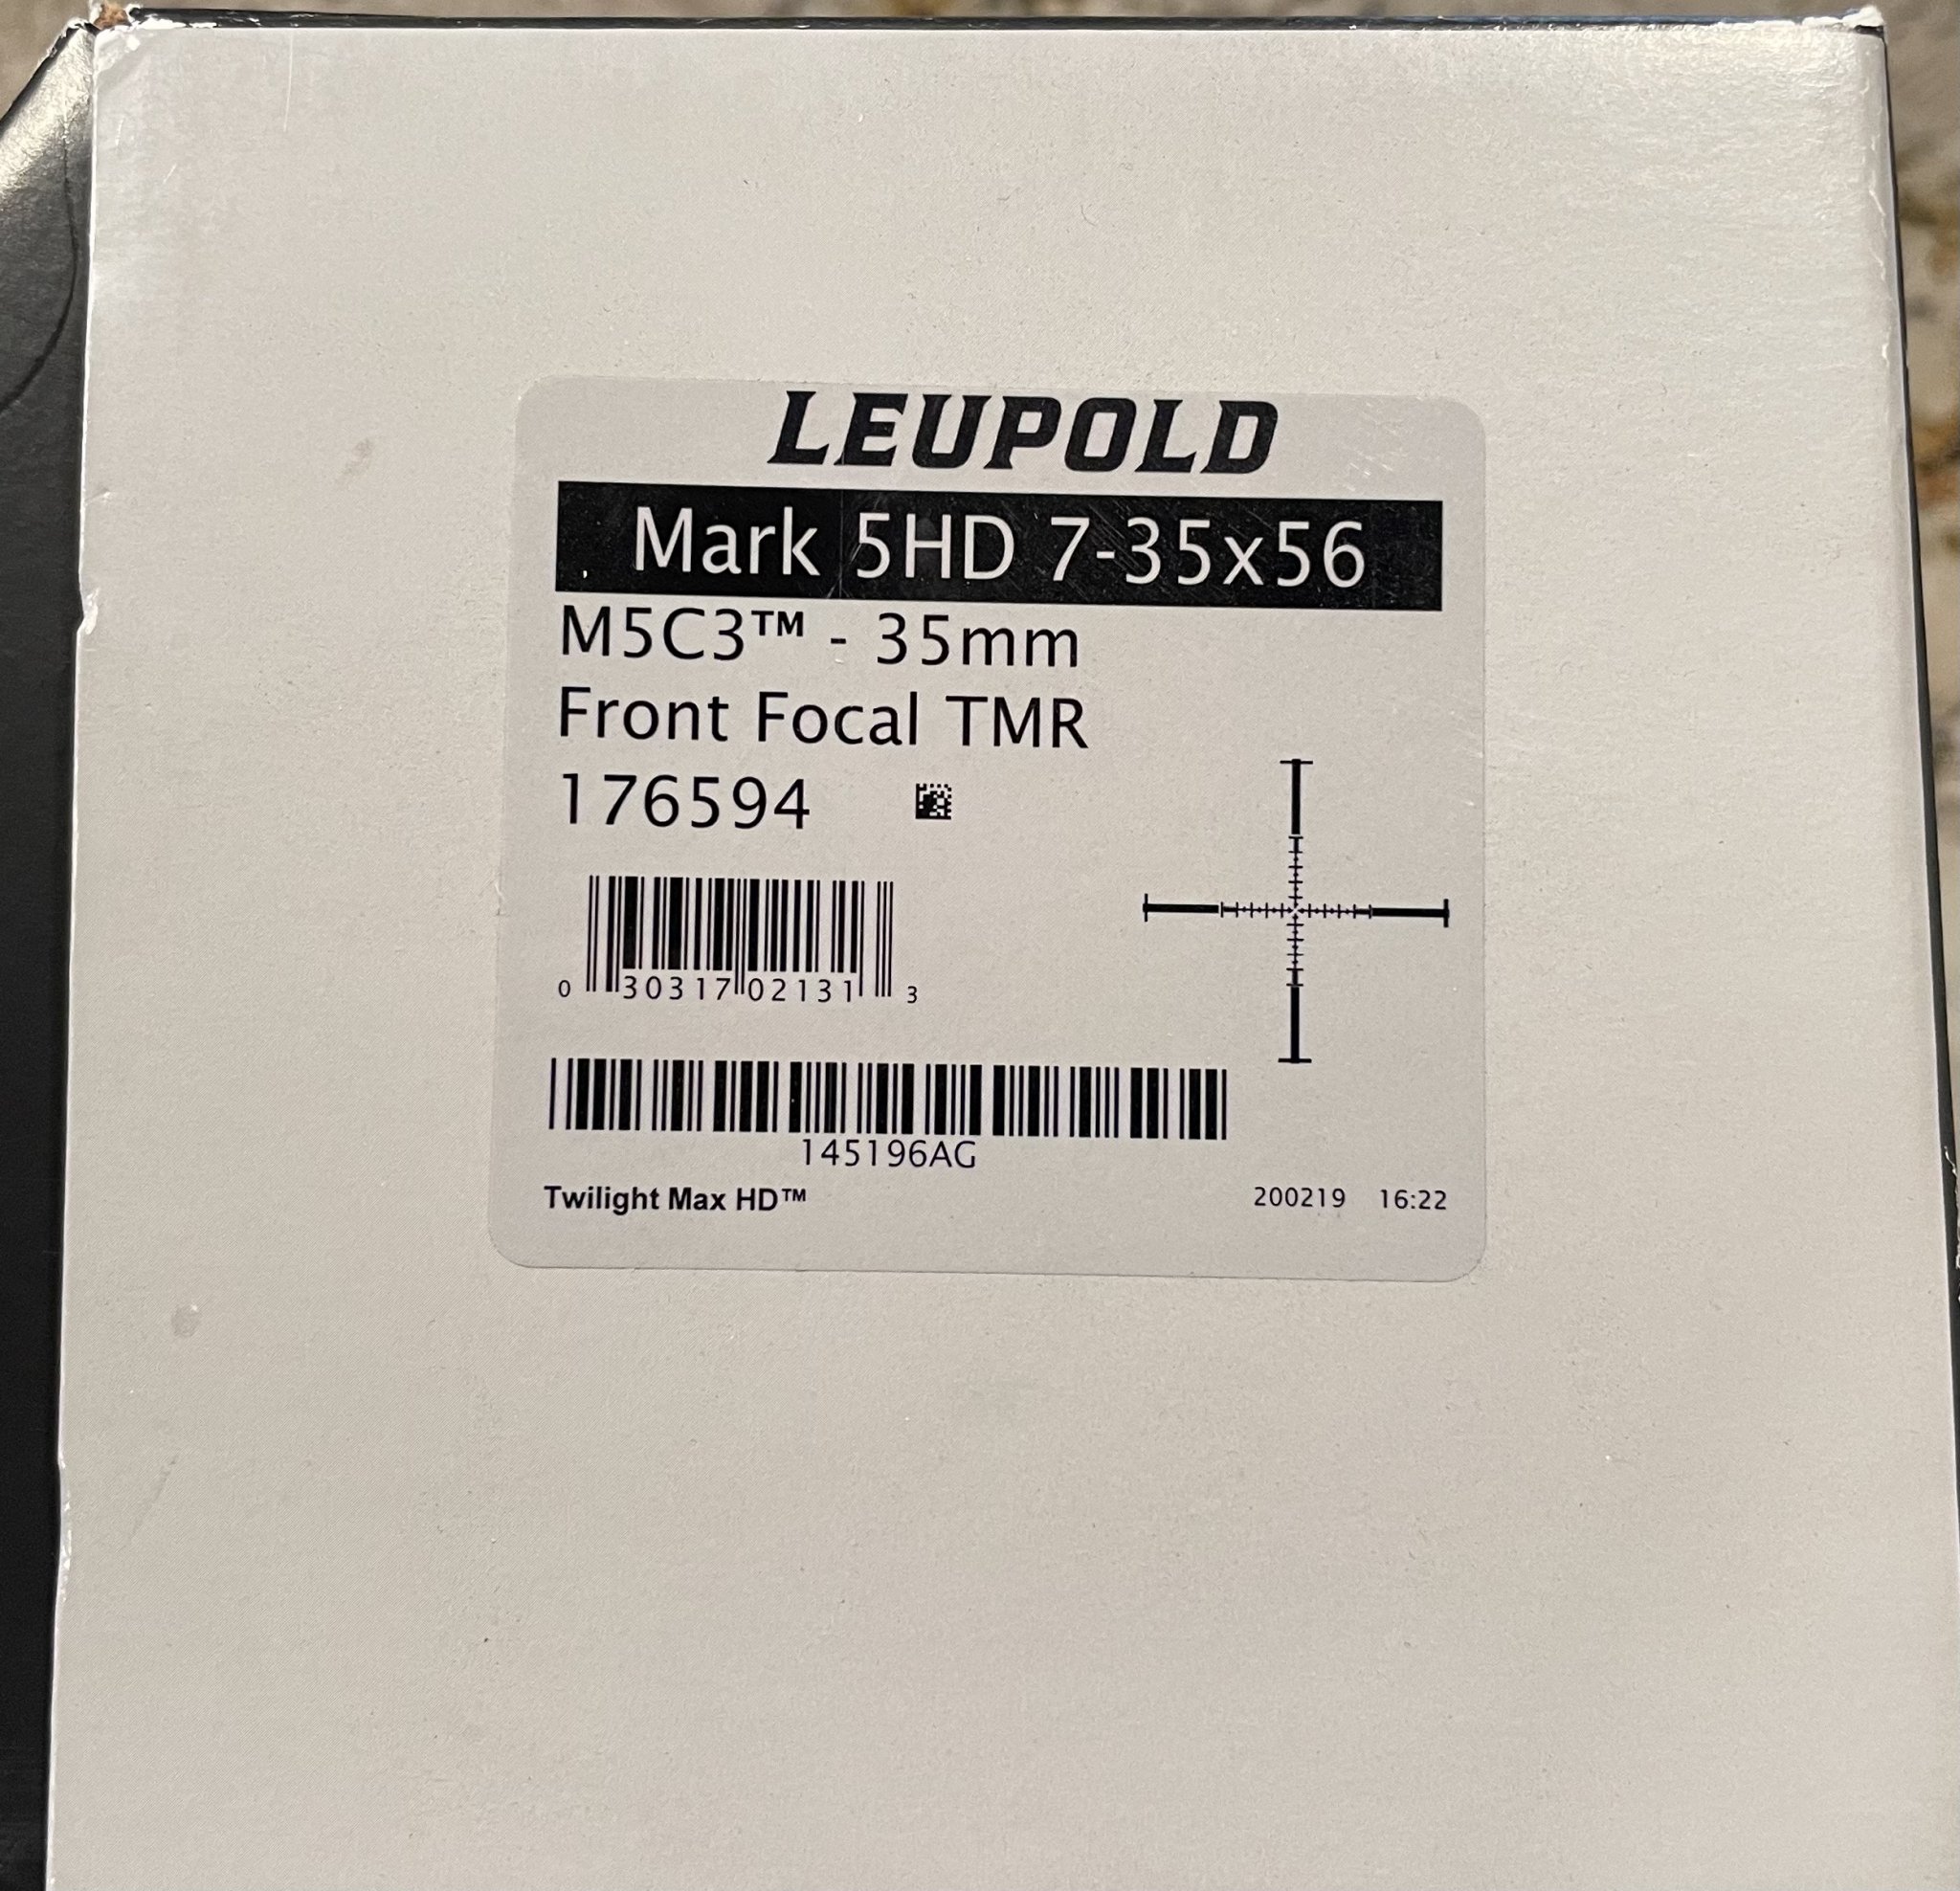 LEUPOLD
Mark 5HD 7-35x56
M5C3™ - 35mm
Front Focal TMR
176594
0 30317 02131 3
145196AG
Twilight Max HD™ 200219 16:22